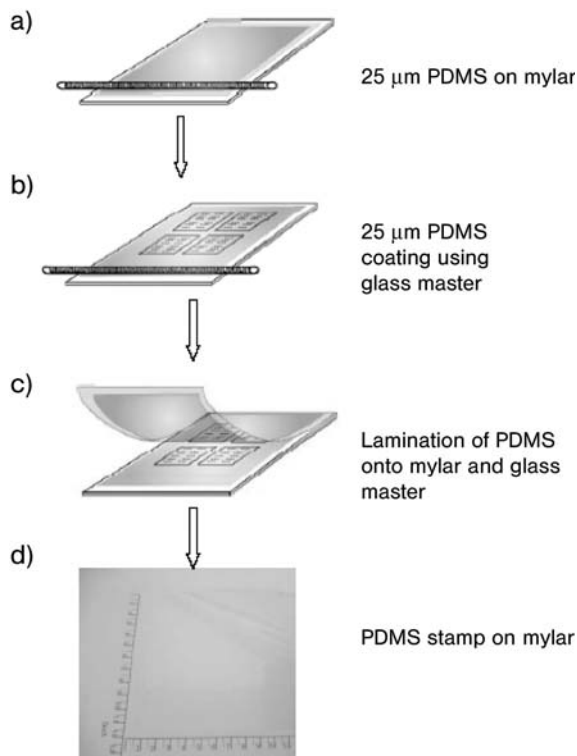 a)
25 μm PDMS on mylar
b)
25 μm PDMS
coating using
glass master
c)
Lamination of PDMS
onto mylar and glass
master
d)
PDMS stamp on mylar